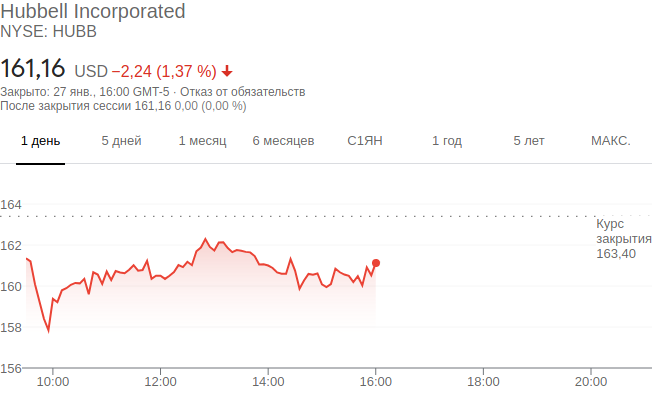 Hubbell Incorporated
NYSE: HUBB
161,16 USD −2,24 (1,37 %)
Закрыто: 27 янв., 16:00 GMT-5 · Отказ от обязательств
После закрытия сессии 161,16 0,00 (0,00 %)
1 день 5 дней 1 месяц 6 месяцев С1ЯН 1 год 5 лет МАКС.
164
Курс
закрытия
163,40
162
160
158
156
10:00 12:00 14:00 16:00 18:00 20:00